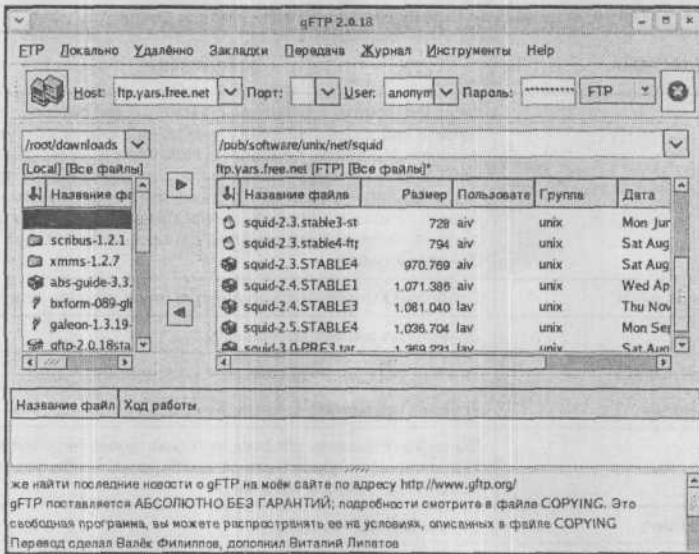 gFTP 2.0.18
FTP Локально Удалённо Закладки Передача Журнал Инструменты Help
Host: ftp.yars.free.net Порт: User: anonym Пароль: ********** FTP
/root/downloads /pub/software/unix/net/squid
[Local] [Все файлы] ftp.yars.free.net [FTP] [Все файлы]*
Название фа Название файла Размер Пользовате Группа Дата
squid-2.3.stable3-st 728 aiv unix Mon Jun
scribus-1.2.1 squid-2.3.stable4-ftp 794 aiv unix Sat Aug
xmms-1.2.7 squid-2.3.STABLE4 970.769 aiv unix Sat Aug
abs-guide-3.3. squid-2.4.STABLE1 1.071.386 aiv unix Wed Ap
bxform-089-gli squid-2.4.STABLE3 1.081.040 lav unix Thu Nov
galeon-1.3.19- squid-2.5.STABLE4 1.036.704 lav unix Mon Sep
gftp-2.0.18sta squid-3.0-PRE3.tar 1.369.231 lav unix Sat Aug
Название файл Ход работы
же найти последние новости о gFTP на моём сайте по адресу http://www.gftp.org/
gFTP поставляется АБСОЛЮТНО БЕЗ ГАРАНТИЙ; подробности смотрите в файле COPYING. Это
свободная программа, вы можете распространять ее на условиях, описанных в файле COPYING
Перевод сделал Валёк Филиппов, дополнил Виталий Липатов